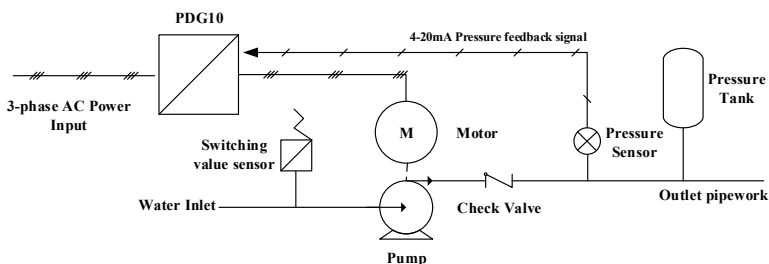 PDG10
4-20mA Pressure feedback signal
3-phase AC Power
Input
Switching
value sensor
M
Motor
Pressure
Sensor
Pressure
Tank
Water Inlet
Check Valve
Outlet pipework
Pump